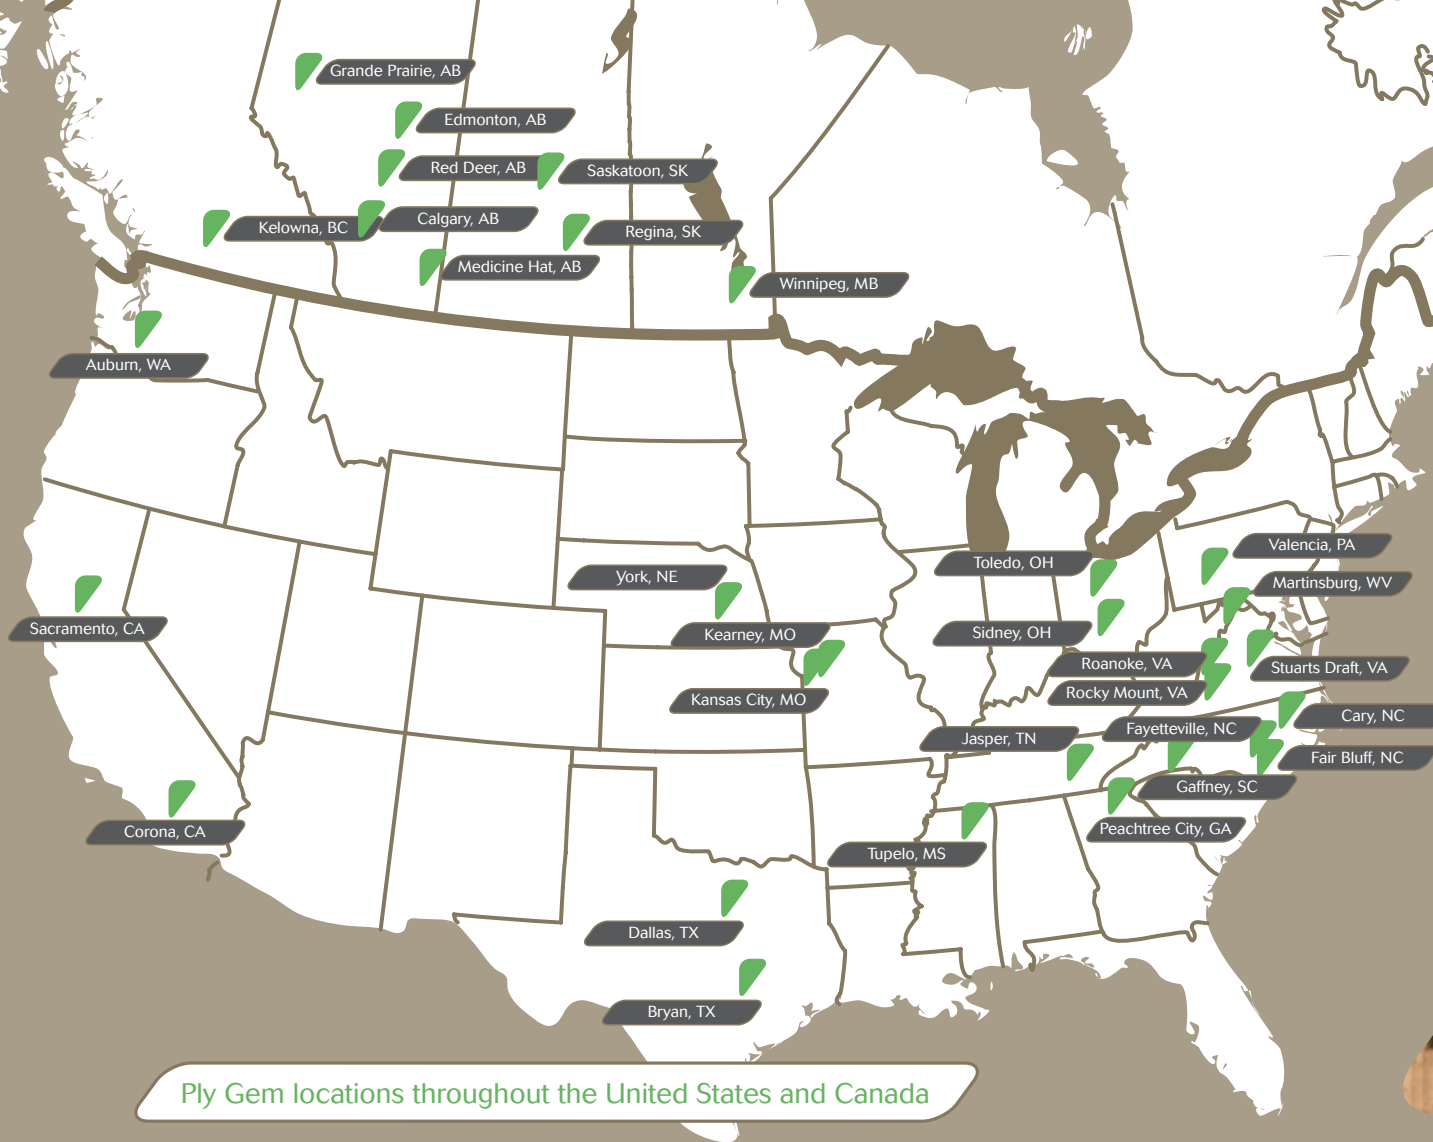 Grande Prairie, AB
Edmonton, AB
Red Deer, AB
Saskatoon, SK
Kelowna, BC
Calgary, AB
Regina, SK
Medicine Hat, AB
Winnipeg, MB
Auburn, WA
Valencia, PA
Toledo, OH
York, NE
Martinsburg, WV
Sacramento, CA
Kearney, MO
Sidney, OH
Roanoke, VA
Stuarts Draft, VA
Rocky Mount, VA
Kansas City, MO
Cary, NC
Fayetteville, NC
Jasper, TN
Fair Bluff, NC
Gaffney, SC
Corona, CA
Peachtree City, GA
Tupelo, MS
Dallas, TX
Bryan, TX
Ply Gem locations throughout the United States and Canada